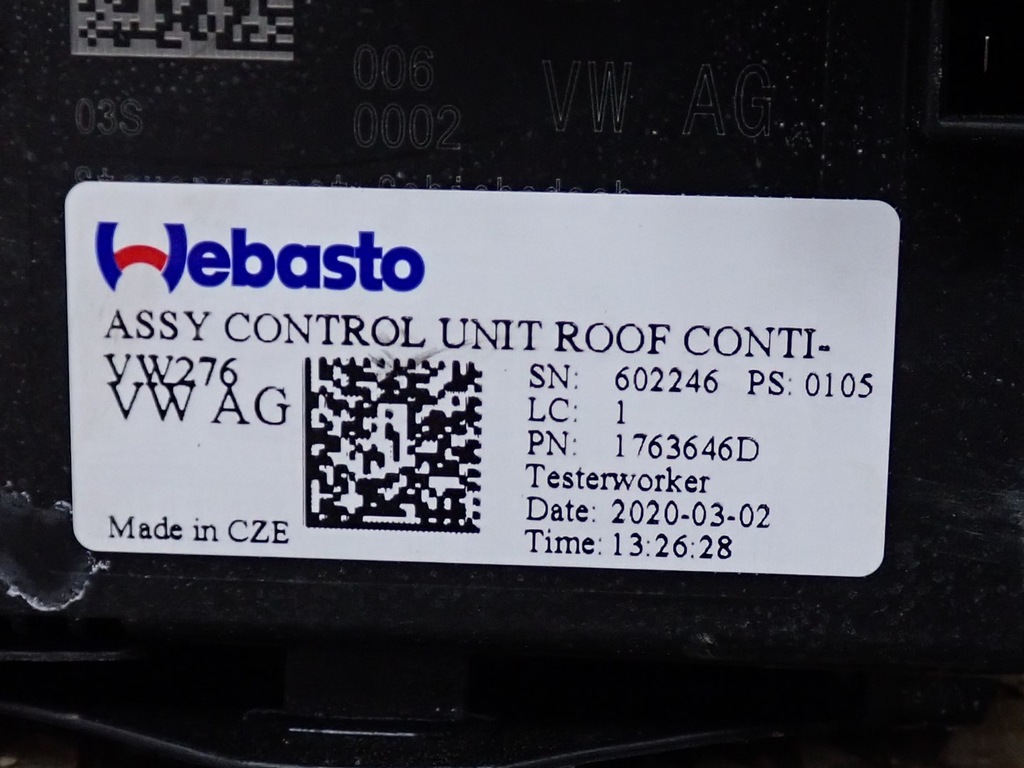 006
03S
0002
VW AG
Webasto
ASSY CONTROL UNIT ROOF CONTI-
VW276
VW AG
SN: 602246 PS: 0105
LC: 1
PN: 1763646D
Testerworker
Date: 2020-03-02
Time: 13:26:28
Made in CZE